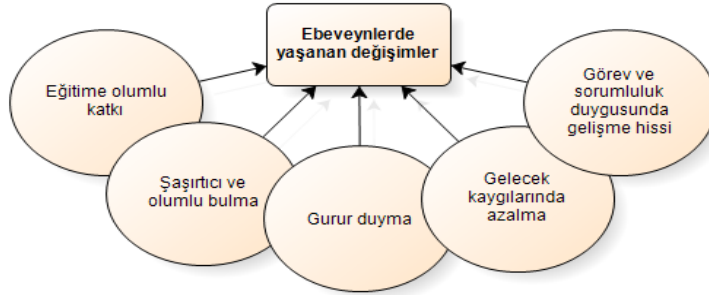 Ebeveynlerde
yaşanan değişimler
Eğitime olumlu
katkı
Şaşırtıcı ve
olumlu bulma
Gurur duyma
Gelecek
kaygılarında
azalma
Görev ve
sorumluluk
duygusunda
gelişme hissi